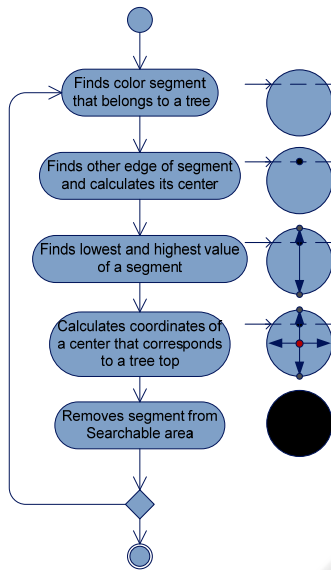 Finds color segment
that belongs to a tree
Finds other edge of segment
and calculates its center
Finds lowest and highest value
of a segment
Calculates coordinates of
a center that corresponds
to a tree top
Removes segment from
Searchable area